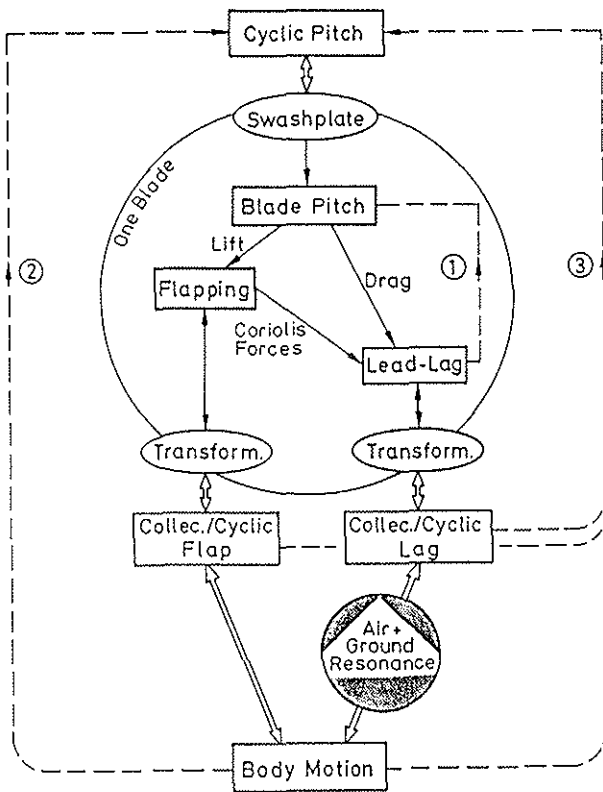 Cyclic Pitch
Swashplate
One Blade
Blade Pitch
Lift
②
Flapping
Drag
①
③
Coriolis
Forces
Lead-Lag
Transform.
Transform.
Collec./Cyclic
Flap
Collec./Cyclic
Lag
Air+
Ground
Resonance
Body Motion